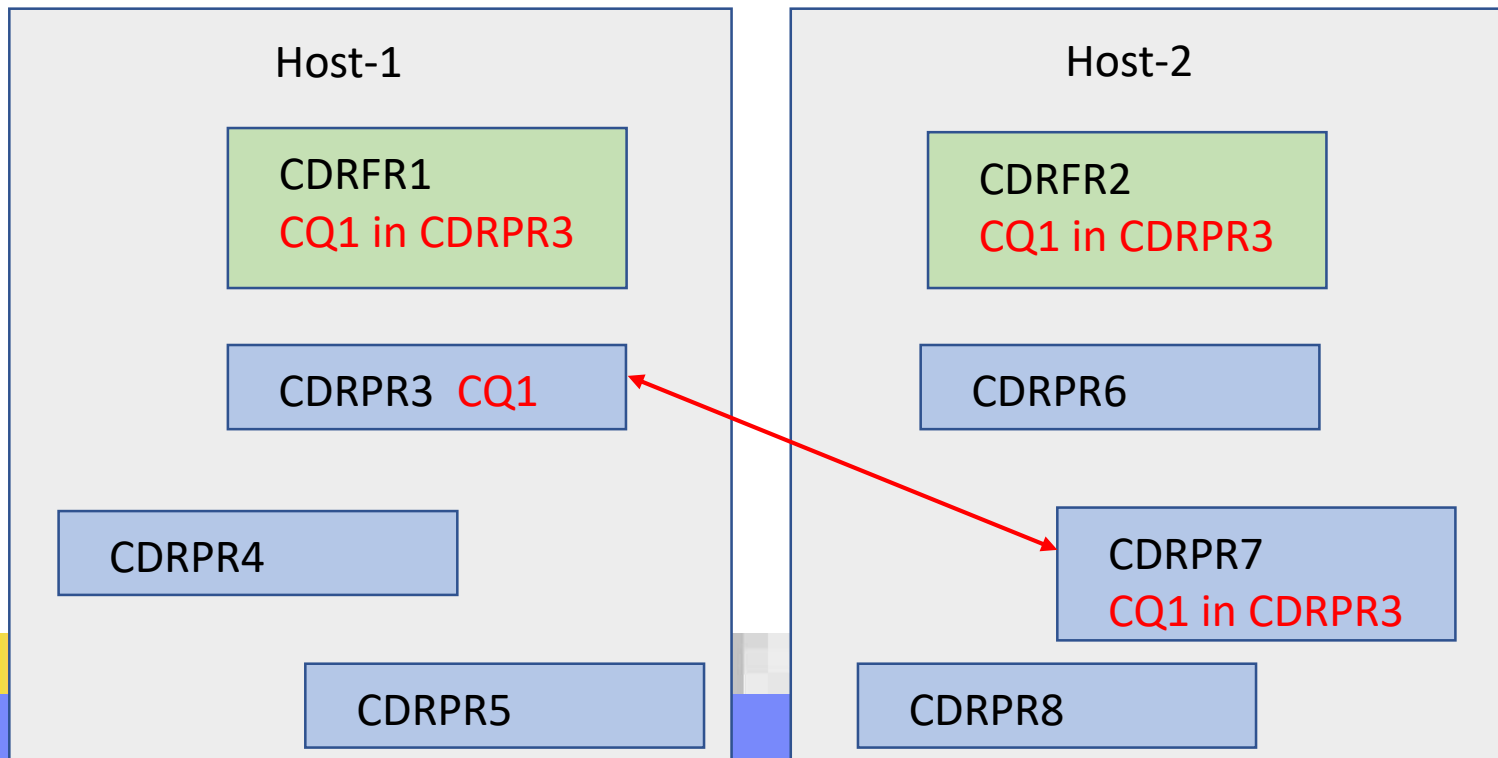 Host-1
CDRFR1
CQ1 in CDRPR3
CDRPR3 CQ1
CDRPR4
CDRPR5
Host-2
CDRFR2
CQ1 in CDRPR3
CDRPR6
CDRPR7
CQ1 in CDRPR3
CDRPR8